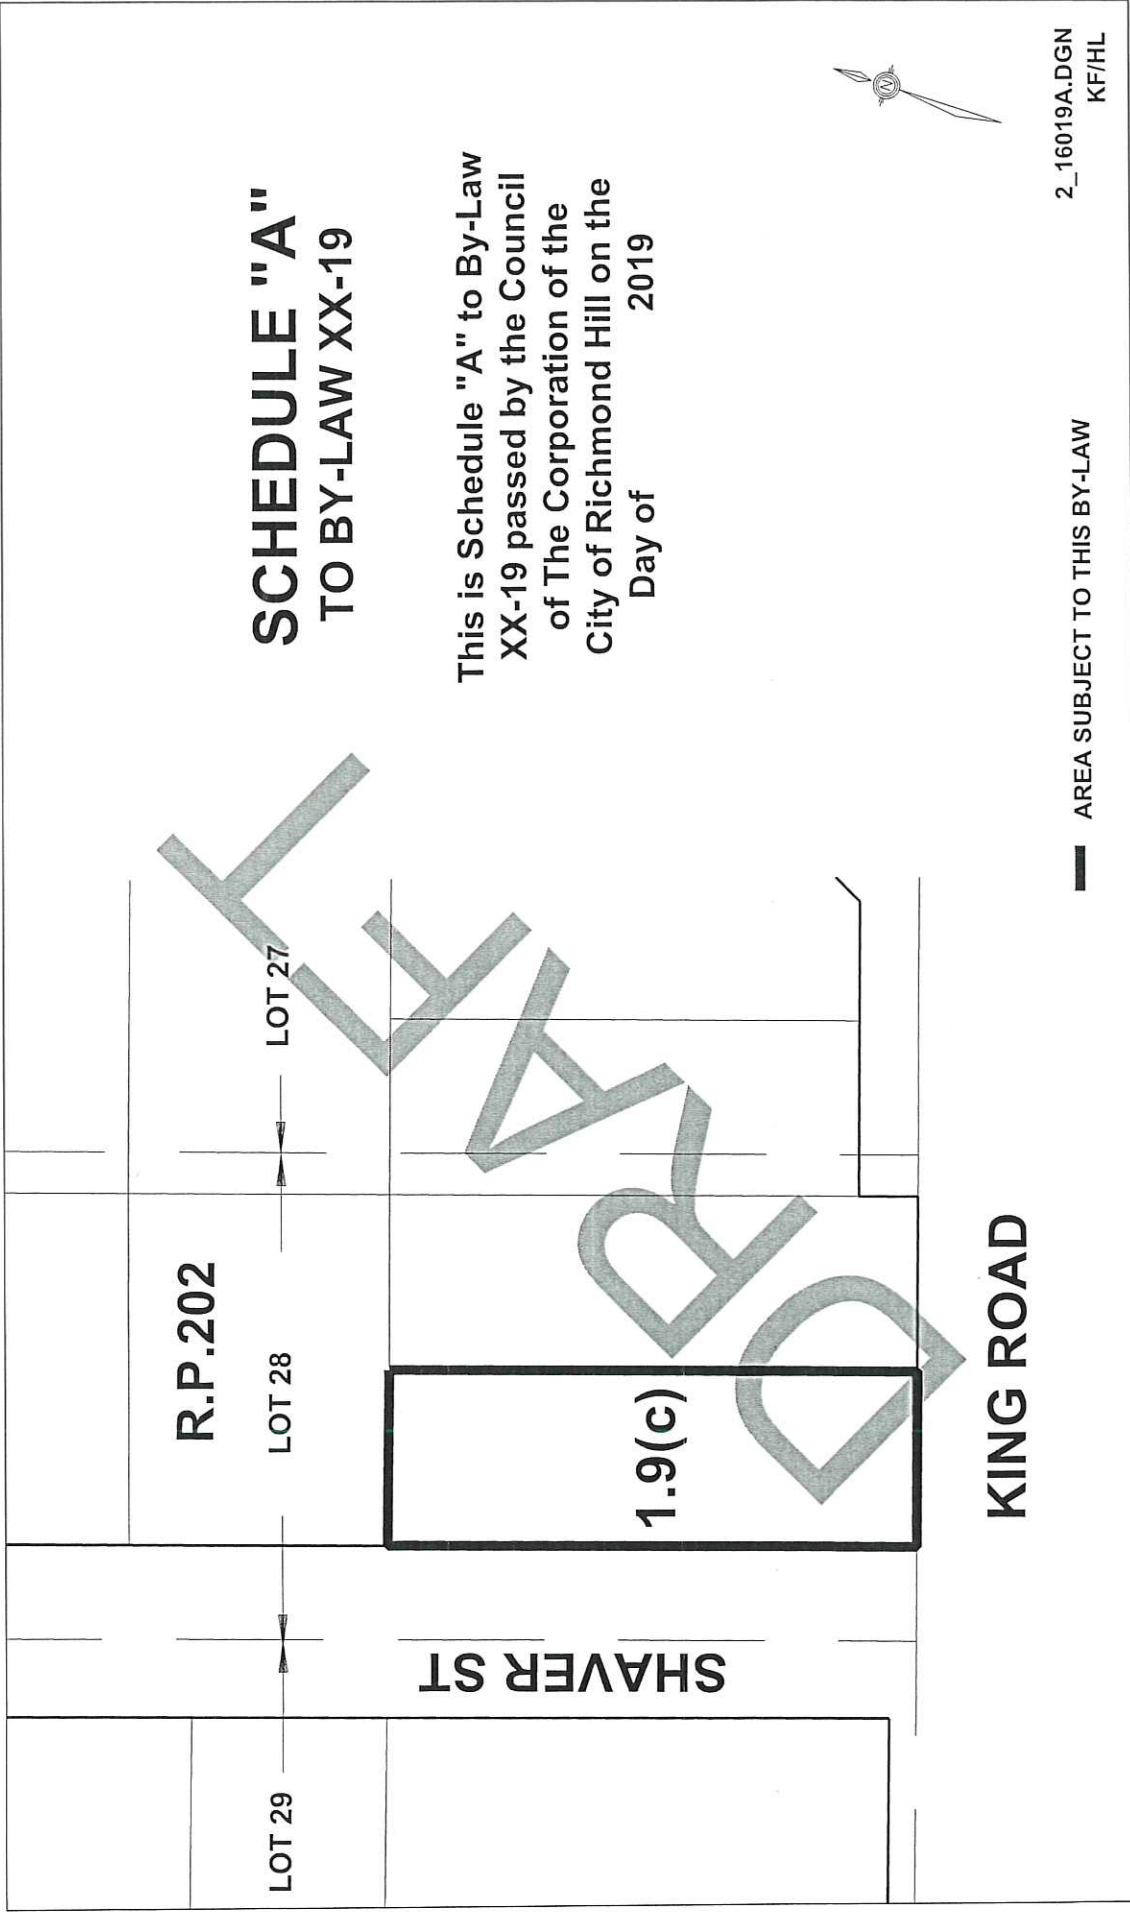 SCHEDULE "A"
TO BY-LAW XX-19
This is Schedule "A" to By-Law
XX-19 passed by the Council
of The Corporation of the
City of Richmond Hill on the
Day of 2019
R.P.202
LOT 29
LOT 28
LOT 27
SHAVER ST
1.9(c)
DRAFT
KING ROAD
N
AREA SUBJECT TO THIS BY-LAW
2_16019A.DGN
KF/HL